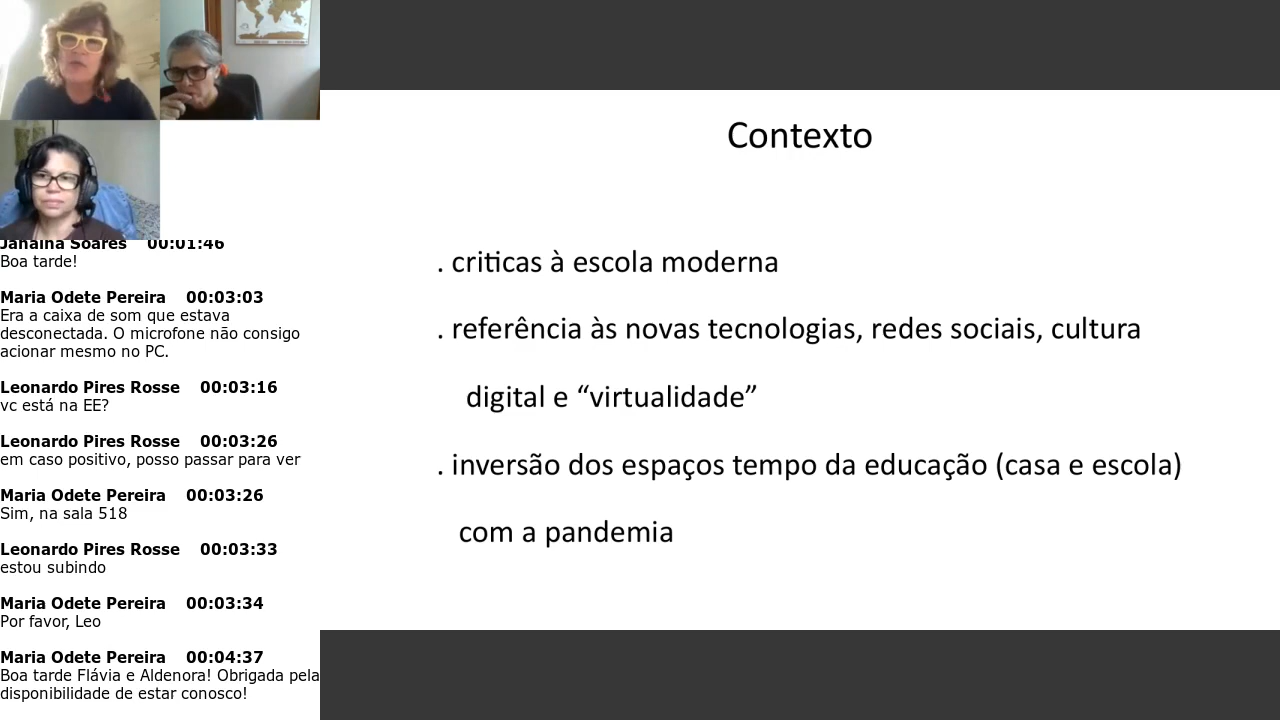 Janaina Soares 00:01:46
Boa tarde!
Maria Odete Pereira 00:03:03
Era a caixa de som que estava
desconectada. O microfone não consigo
acionar mesmo no PC.
Leonardo Pires Rosse 00:03:16
vc está na EE?
Leonardo Pires Rosse 00:03:26
em caso positivo, posso passar para ver
Maria Odete Pereira 00:03:26
Sim, na sala 518
Leonardo Pires Rosse 00:03:33
estou subindo
Maria Odete Pereira 00:03:34
Por favor, Leo
Maria Odete Pereira 00:04:37
Boa tarde Flávia e Aldenora! Obrigada pela
disponibilidade de estar conosco!
Contexto
. criticas à escola moderna
. referência às novas tecnologias, redes sociais, cultura
digital e “virtualidade”
. inversão dos espaços tempo da educação (casa e escola)
com a pandemia